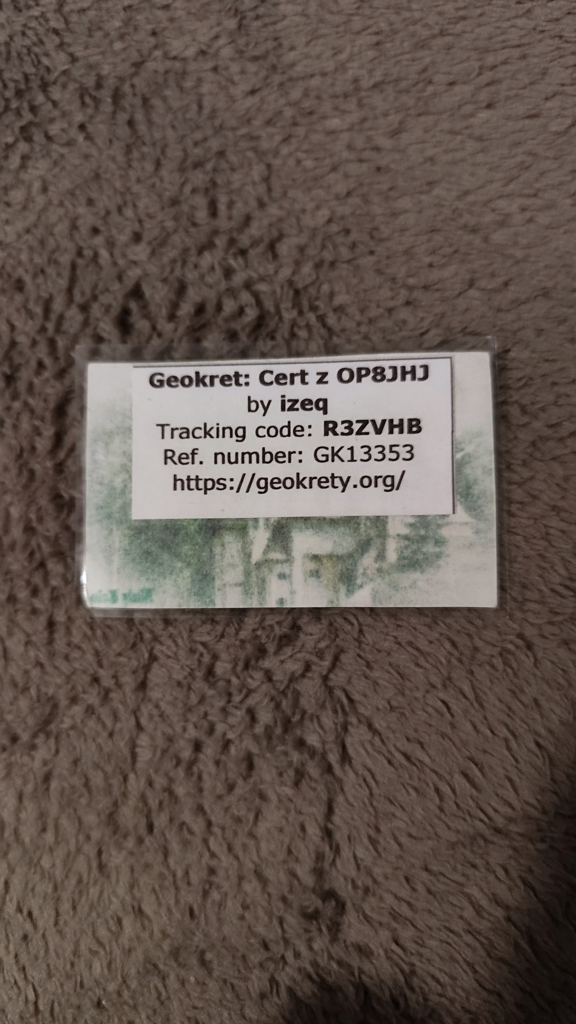 Geokret: Cert z OP8JHJ
by izeq
Tracking code: R3ZVHB
Ref. number: GK13353
https://geokrety.org/